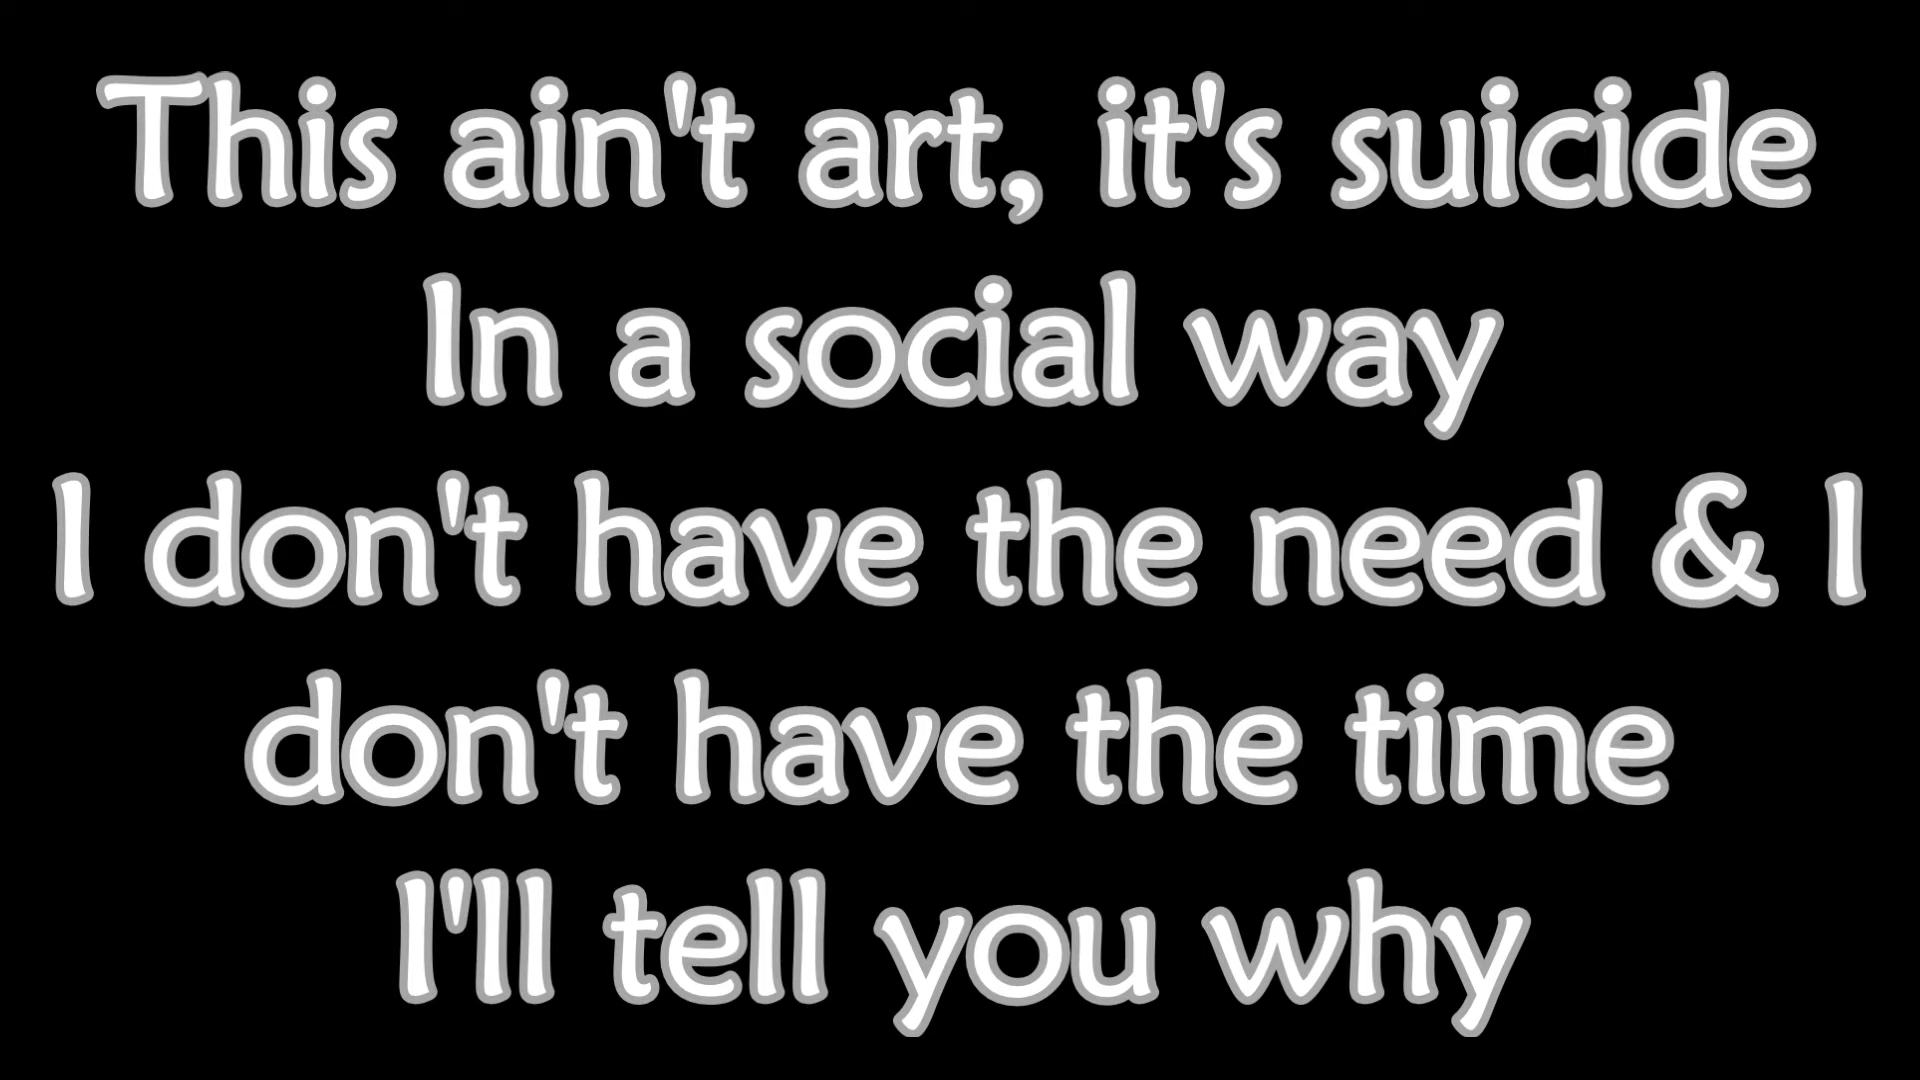 This ain't art, it's suicide
In a social way
I don't have the need & I
don't have the time
I'll tell you why